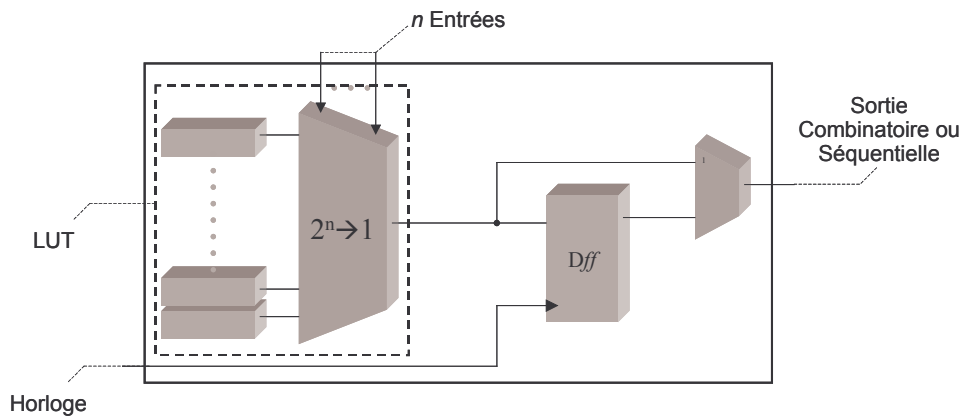 n Entrées
Sortie
Combinatoire ou
Séquentielle
2ⁿ→1
LUT
Dff
Horloge